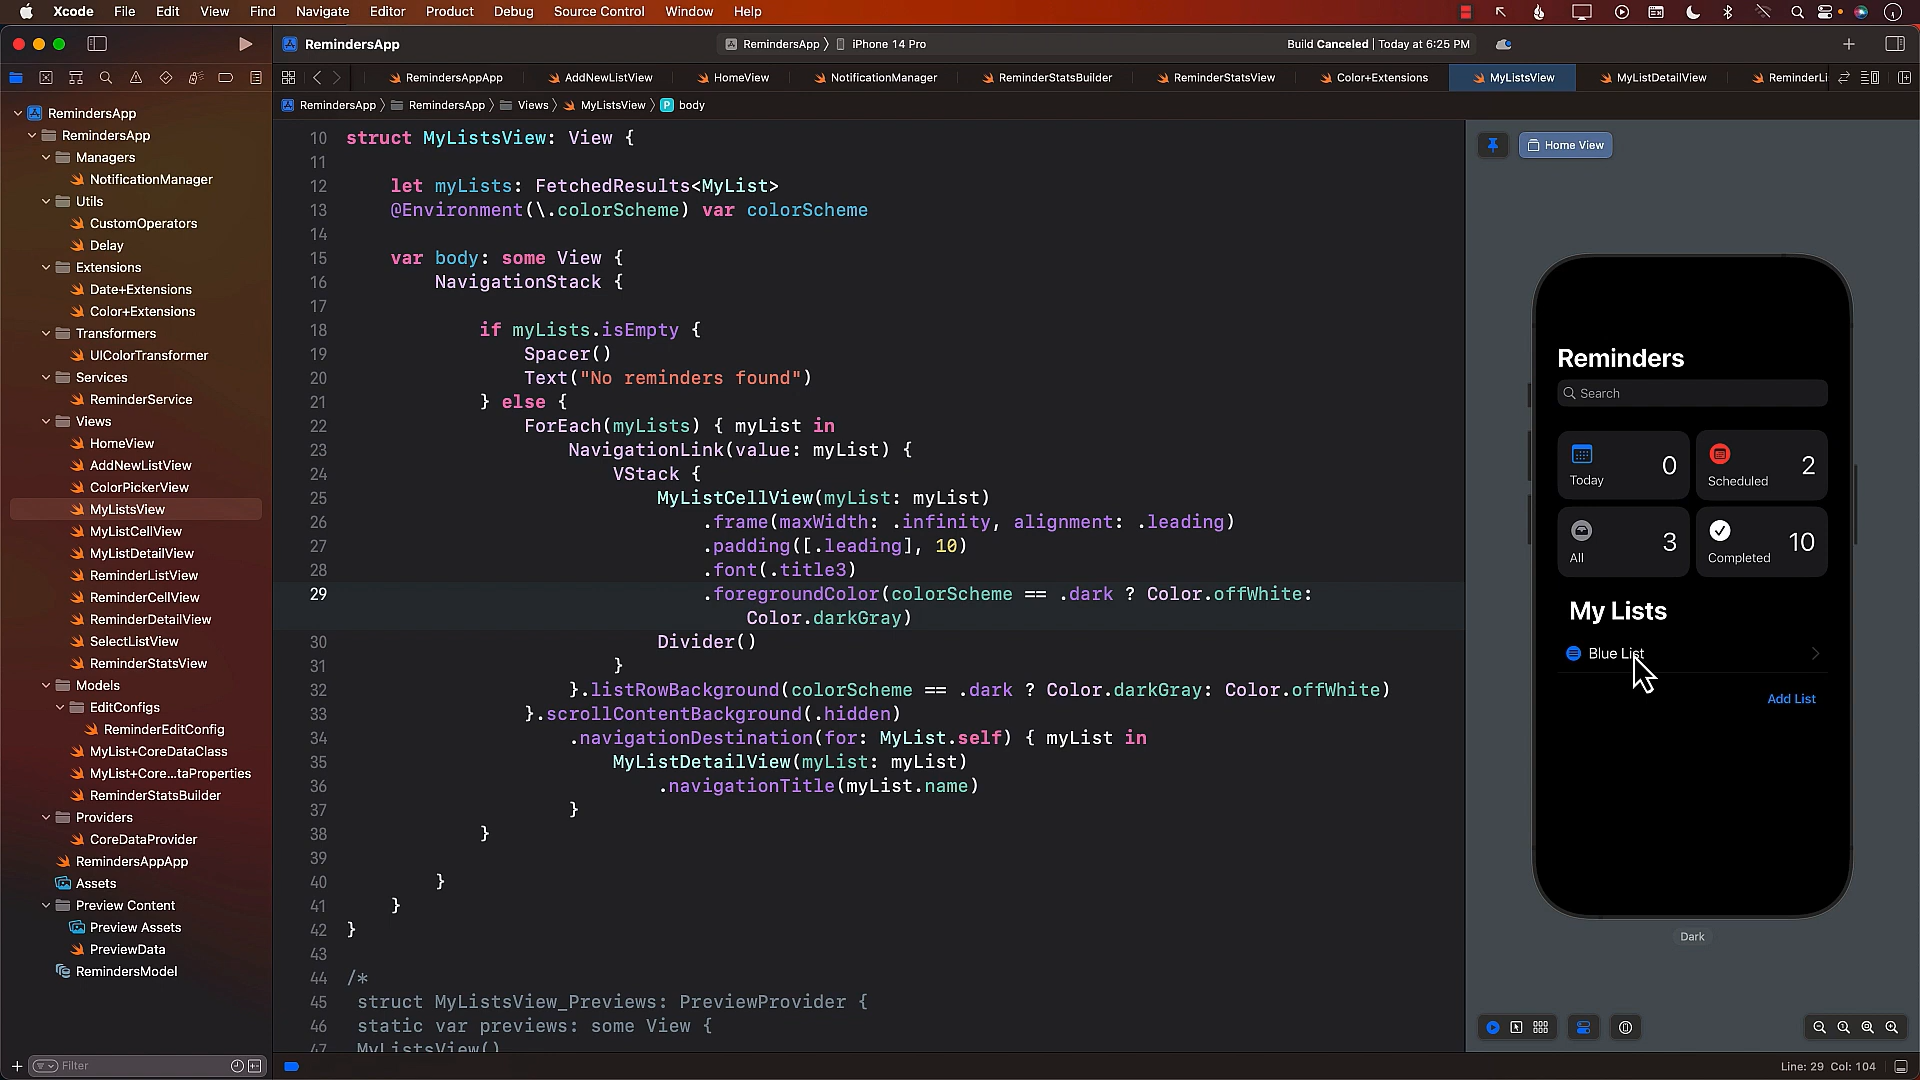 Xcode File Edit View Find Navigate Editor Product Debug Source Control Window Help
RemindersApp
RemindersApp 〉 iPhone 14 Pro
Build Canceled | Today at 6:25 PM
RemindersAppApp AddNewListView HomeView NotificationManager ReminderStatsBuilder ReminderStatsView Color+Extensions MyListsView MyListDetailView ReminderLi
RemindersApp 〉 RemindersApp 〉 Views 〉 MyListsView 〉 P body
RemindersApp
RemindersApp
Managers
NotificationManager
Utils
CustomOperators
Delay
Extensions
Date+Extensions
Color+Extensions
Transformers
UIColorTransformer
Services
ReminderService
Views
HomeView
AddNewListView
ColorPickerView
MyListsView
MyListCellView
MyListDetailView
ReminderListView
ReminderCellView
ReminderDetailView
SelectListView
ReminderStatsView
Models
EditConfigs
ReminderEditConfig
MyList+CoreDataClass
MyList+Core...taProperties
ReminderStatsBuilder
Providers
CoreDataProvider
RemindersAppApp
Assets
Preview Content
Preview Assets
PreviewData
RemindersModel
Filter
10 struct MyListsView: View {
11
12 let myLists: FetchedResults<MyList>
13 @Environment(\.colorScheme) var colorScheme
14
15 var body: some View {
16 NavigationStack {
17
18 if myLists.isEmpty {
19 Spacer()
20 Text("No reminders found")
21 } else {
22 ForEach(myLists) { myList in
23 NavigationLink(value: myList) {
24 VStack {
25 MyListCellView(myList: myList)
26 .frame(maxWidth: .infinity, alignment: .leading)
27 .padding([.leading], 10)
28 .font(.title3)
29 .foregroundColor(colorScheme == .dark ? Color.offWhite:
Color.darkGray)
30 Divider()
31 }
32 }.listRowBackground(colorScheme == .dark ? Color.darkGray: Color.offWhite)
33 }.scrollContentBackground(.hidden)
34 .navigationDestination(for: MyList.self) { myList in
35 MyListDetailView(myList: myList)
36 .navigationTitle(myList.name)
37 }
38 }
39
40 }
41 }
42 }
43
44 /*
45 struct MyListsView_Previews: PreviewProvider {
46 static var previews: some View {
47 MyListsView()
Home View
Reminders
Search
Today 0
Scheduled 2
All 3
Completed 10
My Lists
Blue List
Add List
Dark
Line: 29 Col: 104